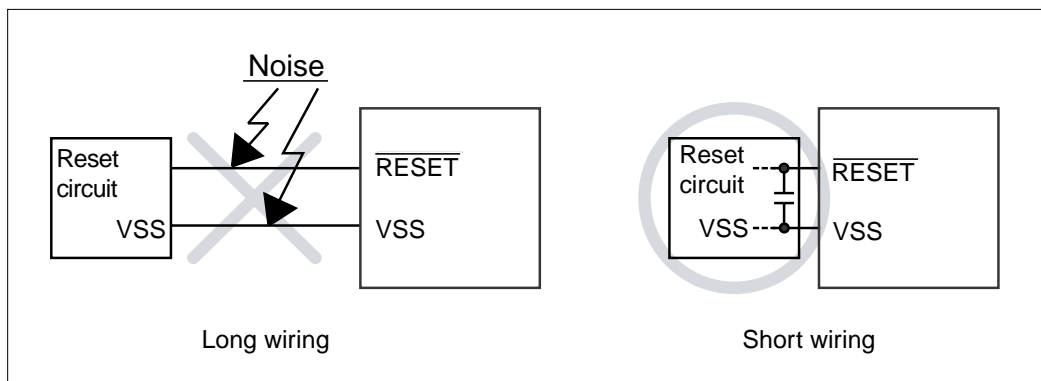 Noise
Reset
circuit
VSS
RESET
VSS
Long wiring
Reset
circuit
VSS
RESET
VSS
Short wiring